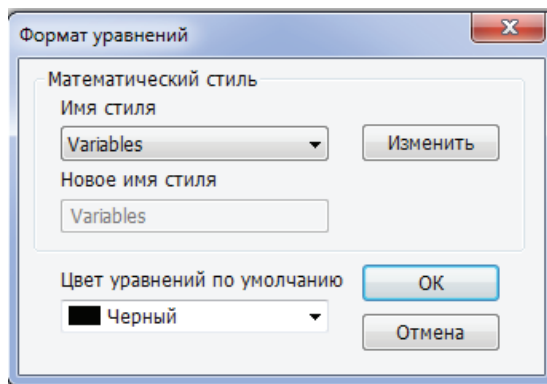 Формат уравнений
Математический стиль
Имя стиля
Variables
Изменить
Новое имя стиля
Variables
Цвет уравнений по умолчанию
OK
Черный
Отмена